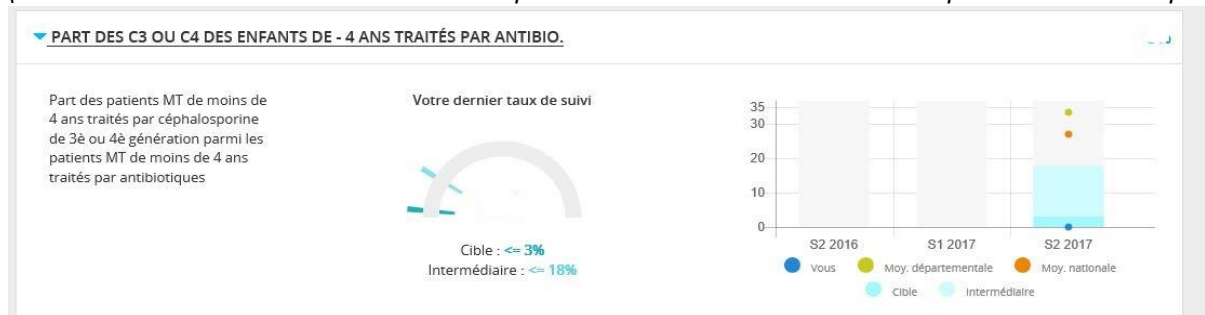 PART DES C3 OU C4 DES ENFANTS DE - 4 ANS TRAITÉS PAR ANTIBIO.
Part des patients MT de moins de
4 ans traités par céphalosporine
de 3è ou 4è génération parmi les
patients MT de moins de 4 ans
traités par antibiotiques
Votre dernier taux de suivi
Cible : <= 3%
Intermédiaire : <= 18%
35
30
20
10
0
S2 2016 S1 2017 S2 2017
Vous Moy. départementale Moy. nationale
Cible Intermédiaire